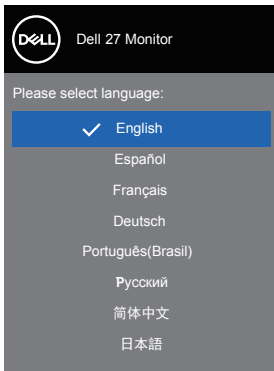 DELL
Dell 27 Monitor
Please select language:
English
Español
Français
Deutsch
Português(Brasil)
Русский
简体中文
日本語